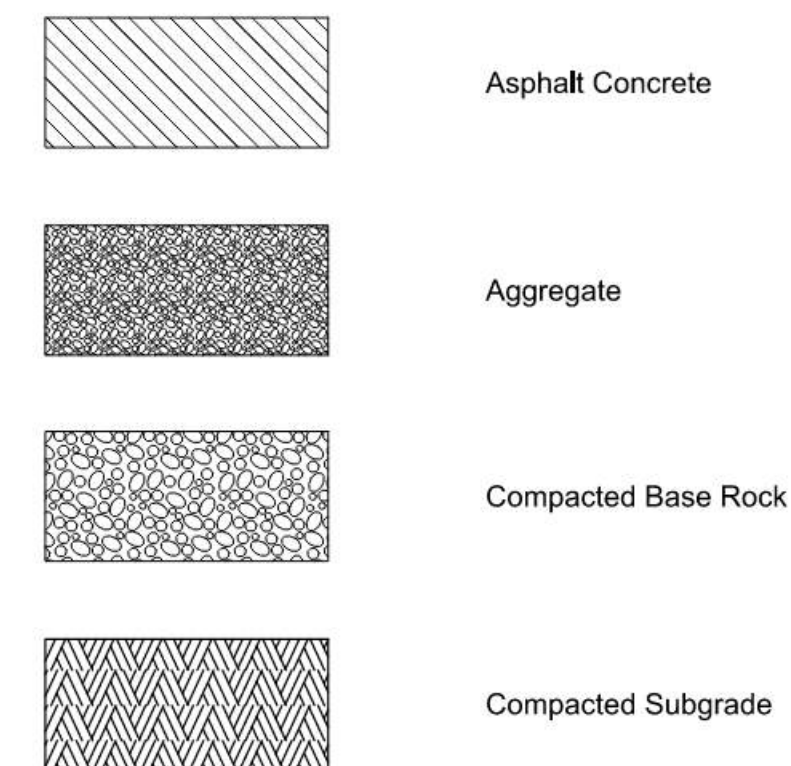 Asphalt Concrete
Aggregate
Compacted Base Rock
Compacted Subgrade